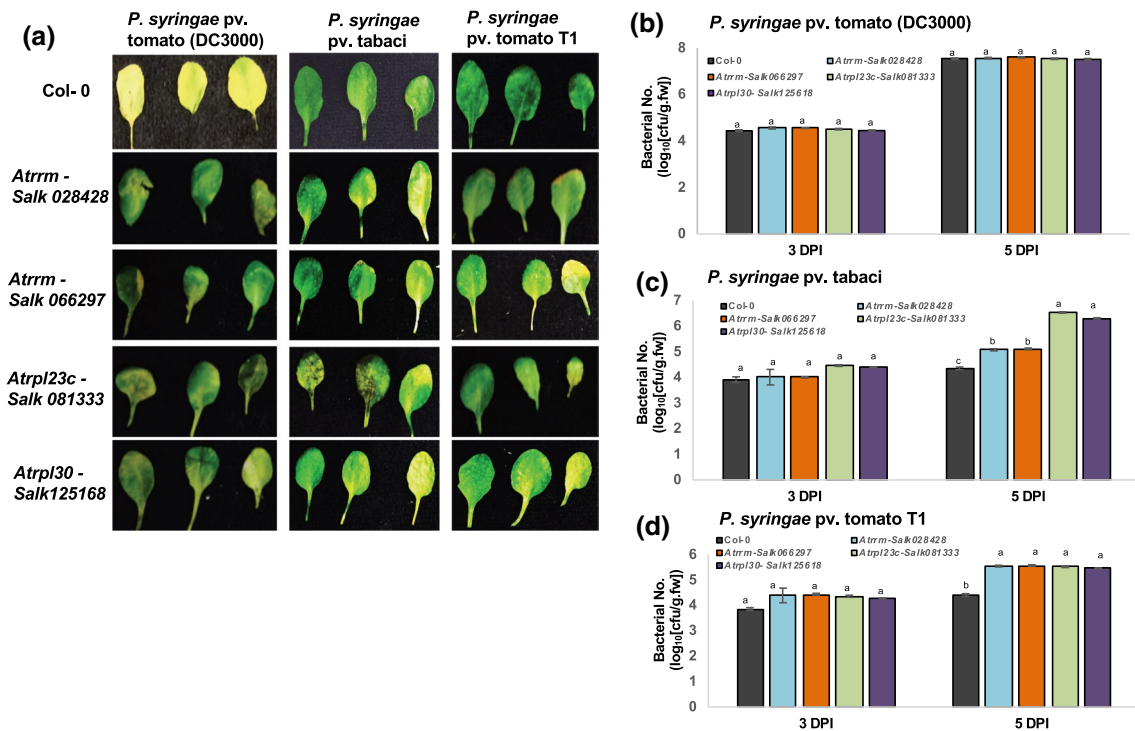 (a)
P. syringae pv. tomato (DC3000)
P. syringae pv. tabaci
P. syringae pv. tomato T1
Col- 0
Atrrm - Salk 028428
Atrrm - Salk 066297
Atrpl23c - Salk 081333
Atrpl30 - Salk125168
(b) P. syringae pv. tomato (DC3000)
Bacterial No.
(log10[cfu/g.fw)
8
6
4
2
0
Col-0
Atrrm-Salk028428
Atrrm-Salk066297
Atrpl23c-Salk081333
Atrpl30- Salk125618
a a a a a
a a a a a
3 DPI 5 DPI
(c) P. syringae pv. tabaci
Bacterial No.
(log10[cfu/g.fw)
7
6
5
4
3
2
1
0
Col-0
Atrrm-Salk028428
Atrrm-Salk066297
Atrpl23c-Salk081333
Atrpl30- Salk125618
a a a a a
c b b a a
3 DPI 5 DPI
(d) P. syringae pv. tomato T1
Bacterial No.
(log10[cfu/g.fw)
6
5
4
3
2
1
0
Col-0
Atrrm-Salk028428
Atrrm-Salk066297
Atrpl23c-Salk081333
Atrpl30- Salk125618
a a a a a
b a a a a
3 DPI 5 DPI